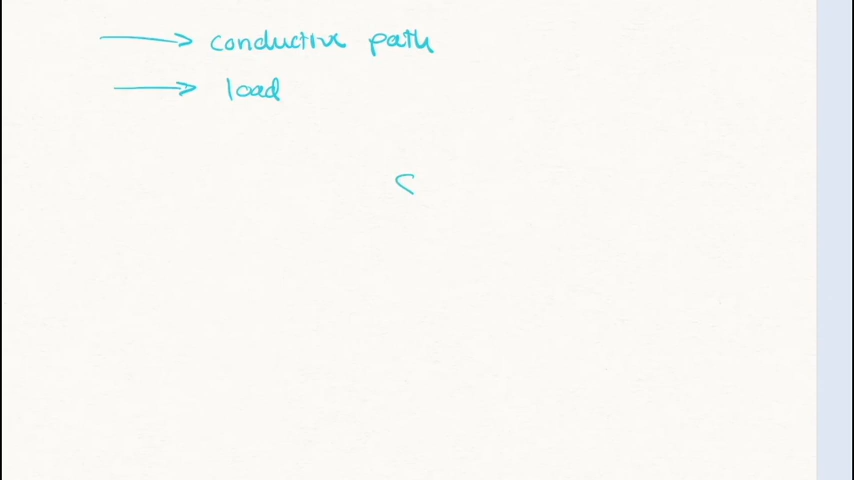 → conductive path
→ load